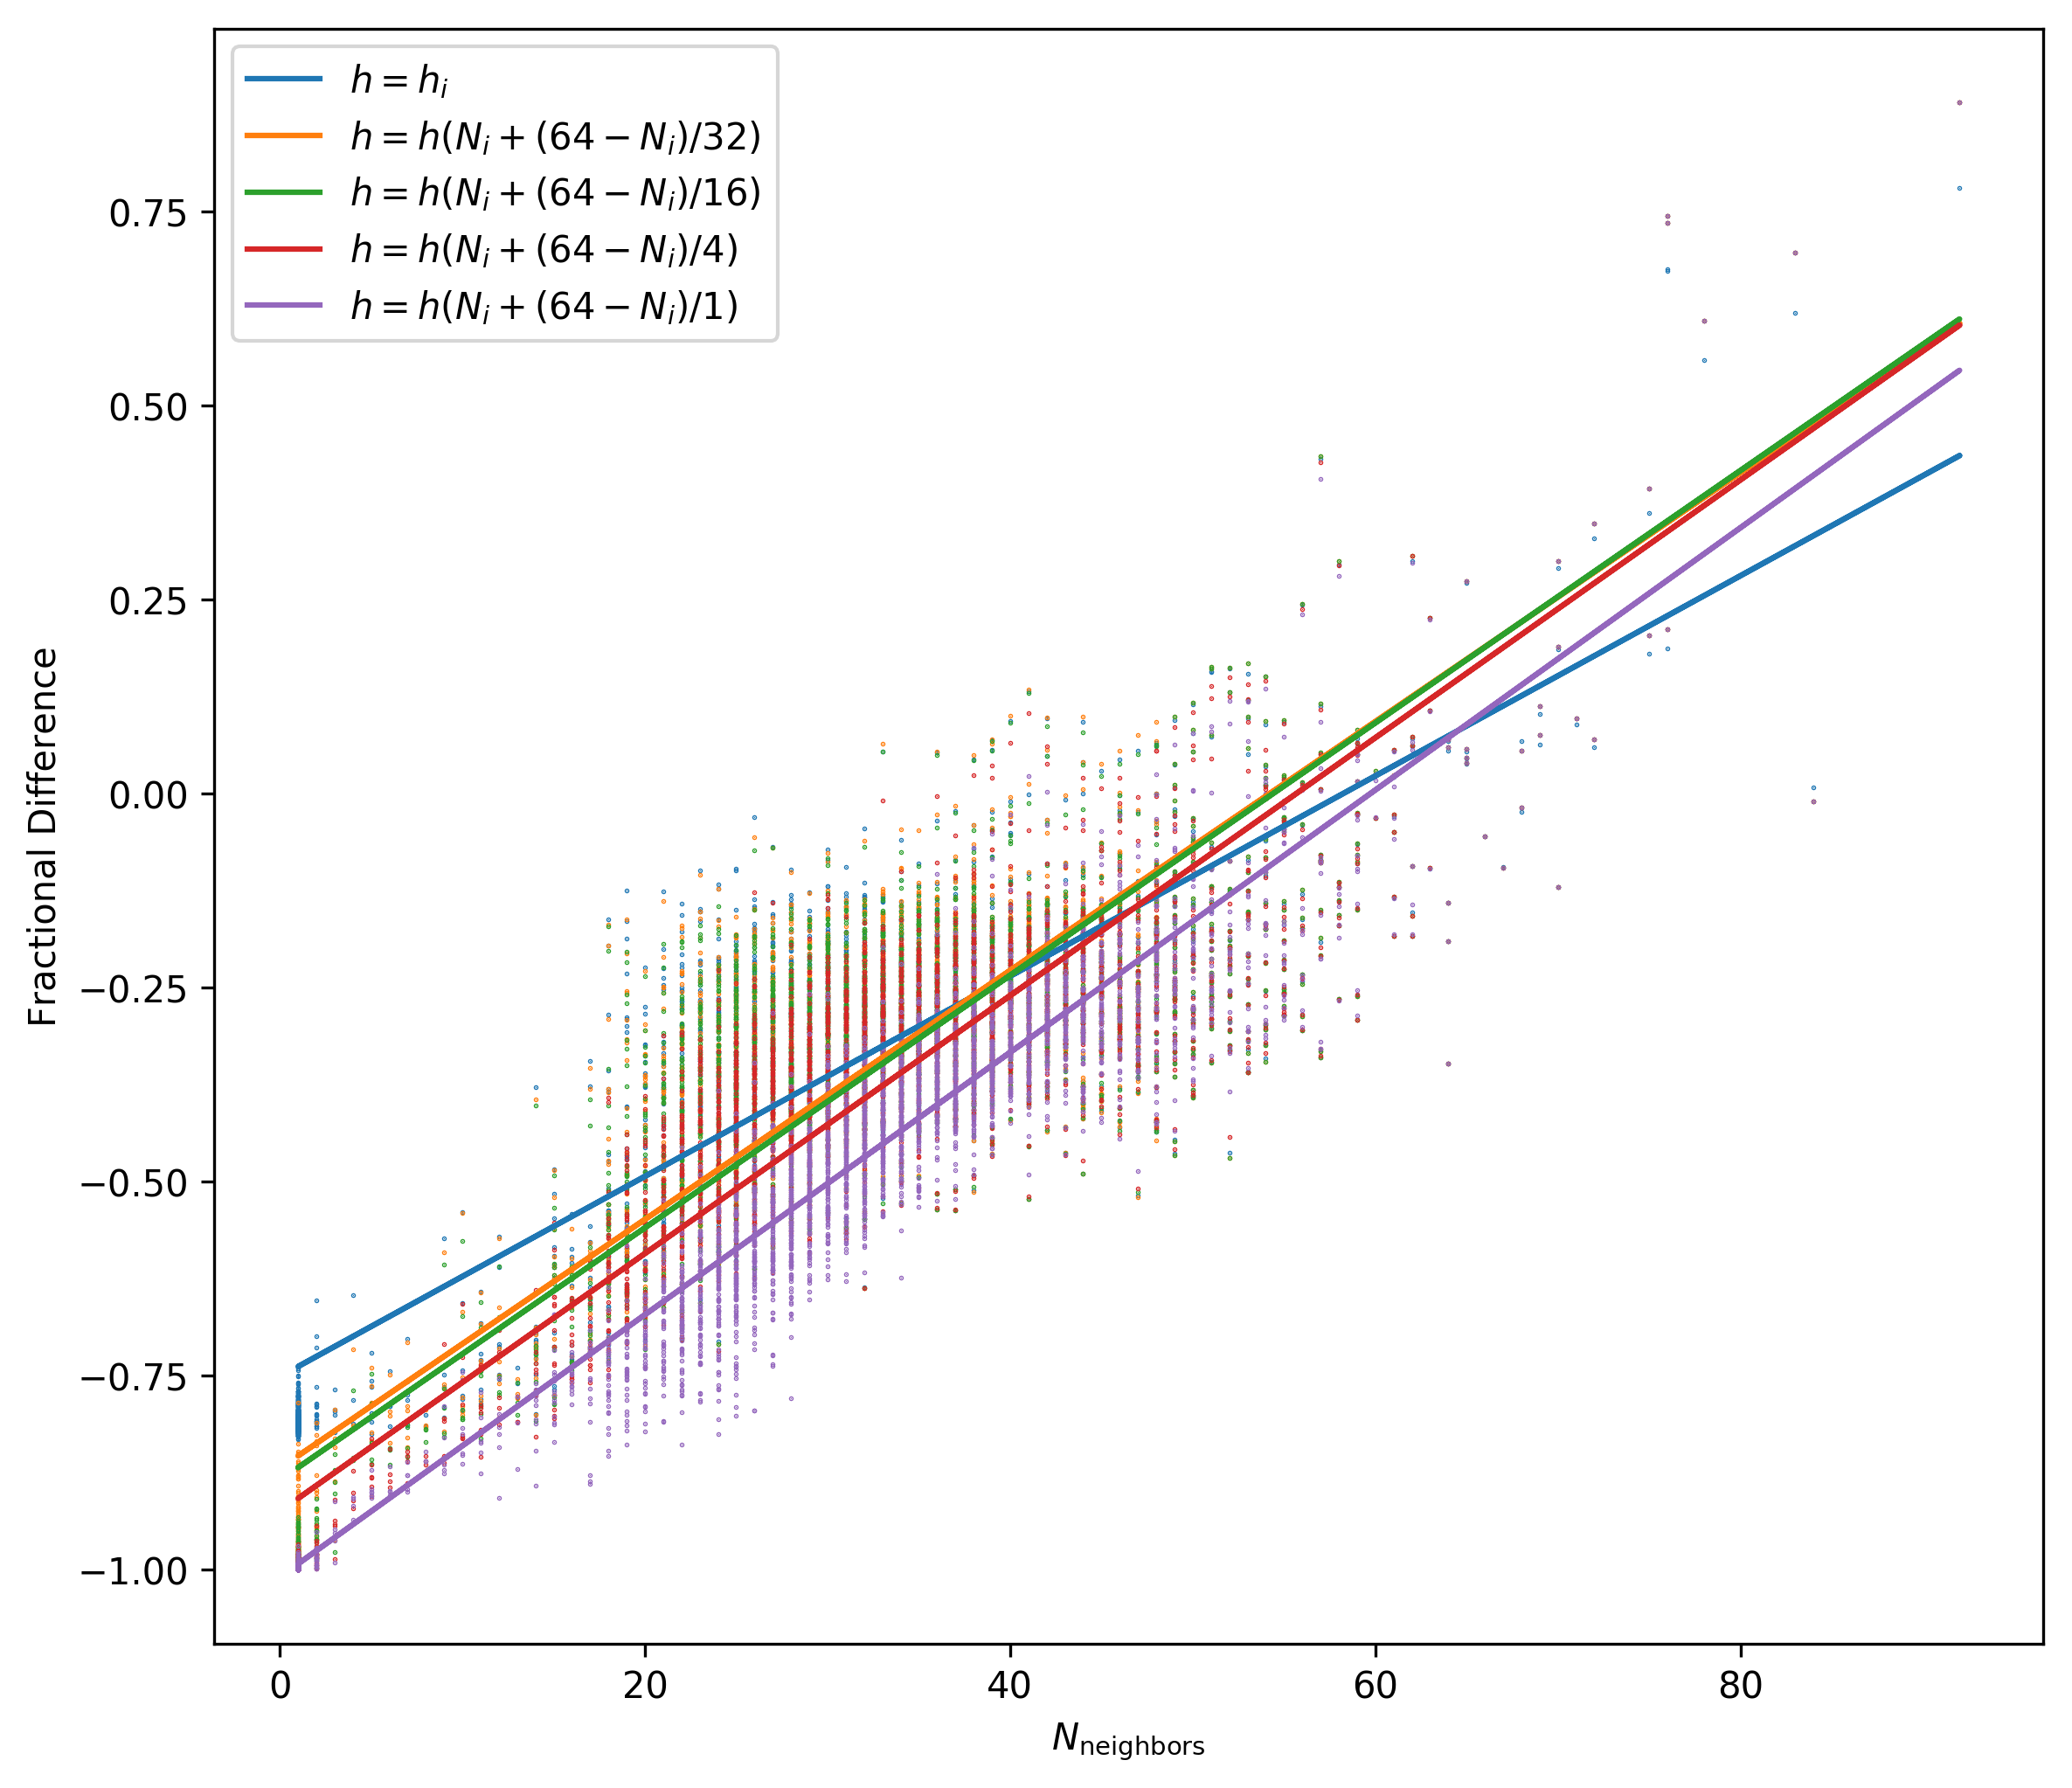 h = h_i
h = h(N_i + (64 − N_i)/32)
h = h(N_i + (64 − N_i)/16)
h = h(N_i + (64 − N_i)/4)
h = h(N_i + (64 − N_i)/1)
0.75
0.50
0.25
0.00
−0.25
−0.50
−0.75
−1.00
Fractional Difference
0 20 40 60 80
N_neighbors